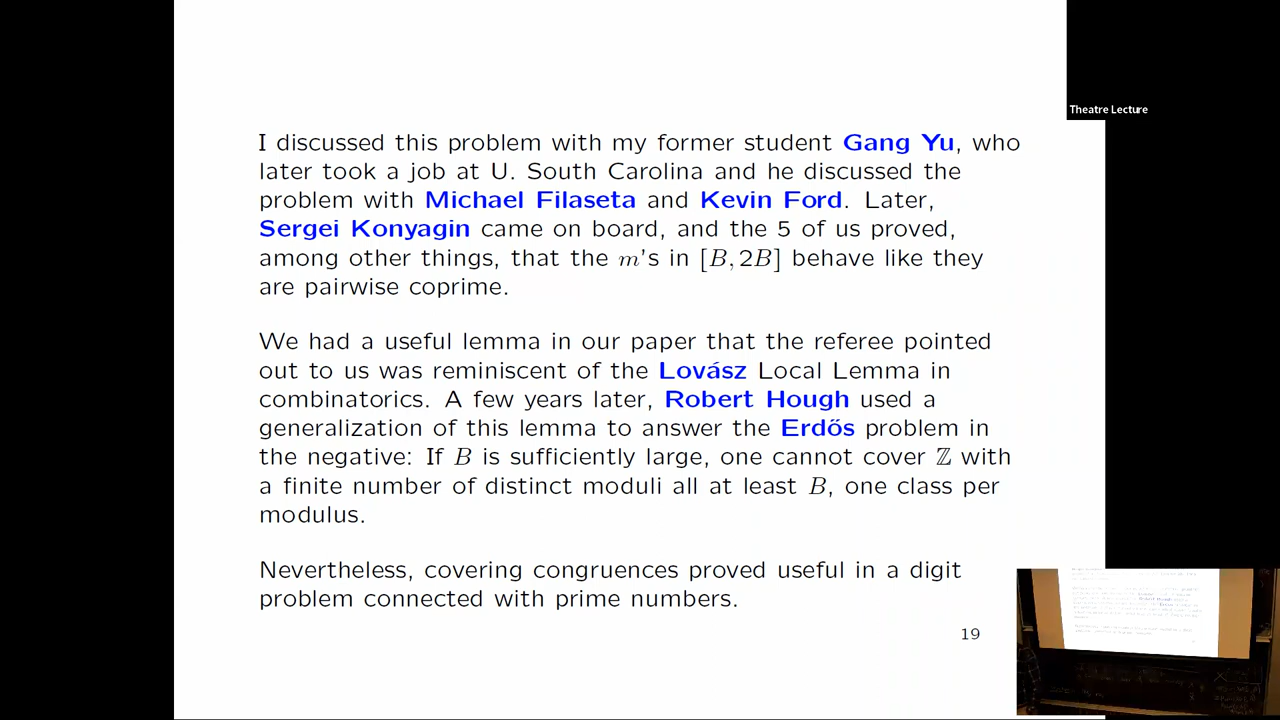 Theatre Lecture
I discussed this problem with my former student Gang Yu, who
later took a job at U. South Carolina and he discussed the
problem with Michael Filaseta and Kevin Ford. Later,
Sergei Konyagin came on board, and the 5 of us proved,
among other things, that the m's in [B, 2B] behave like they
are pairwise coprime.
We had a useful lemma in our paper that the referee pointed
out to us was reminiscent of the Lovász Local Lemma in
combinatorics. A few years later, Robert Hough used a
generalization of this lemma to answer the Erdős problem in
the negative: If B is sufficiently large, one cannot cover ℤ with
a finite number of distinct moduli all at least B, one class per
modulus.
Nevertheless, covering congruences proved useful in a digit
problem connected with prime numbers.
19